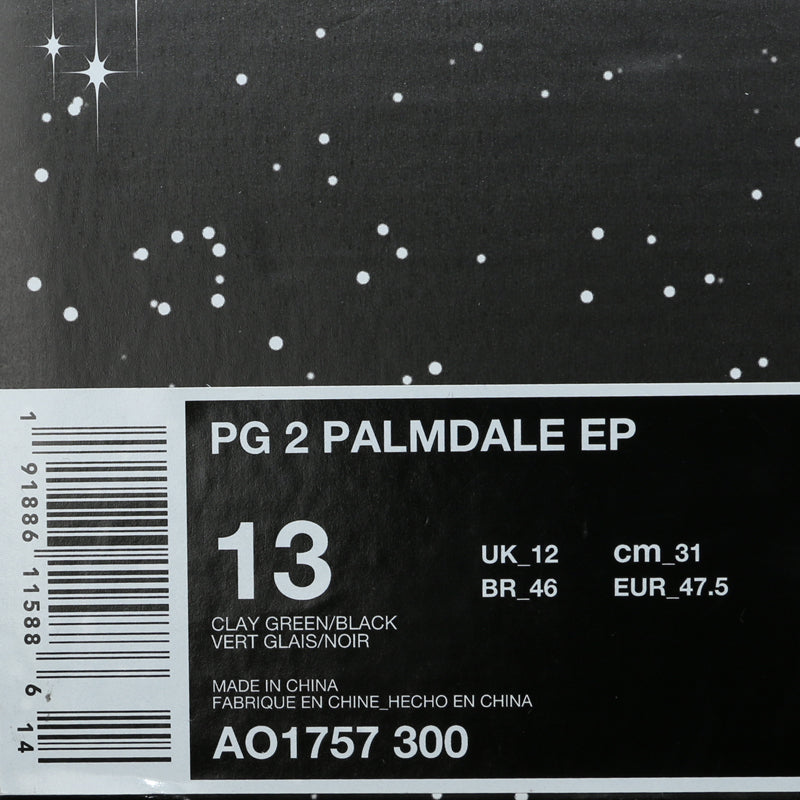 1 91886 11588 6 14
PG 2 PALMDALE EP
13
UK_12 cm_31
BR_46 EUR_47.5
CLAY GREEN/BLACK
VERT GLAIS/NOIR
MADE IN CHINA
FABRIQUE EN CHINE_HECHO EN CHINA
AO1757 300